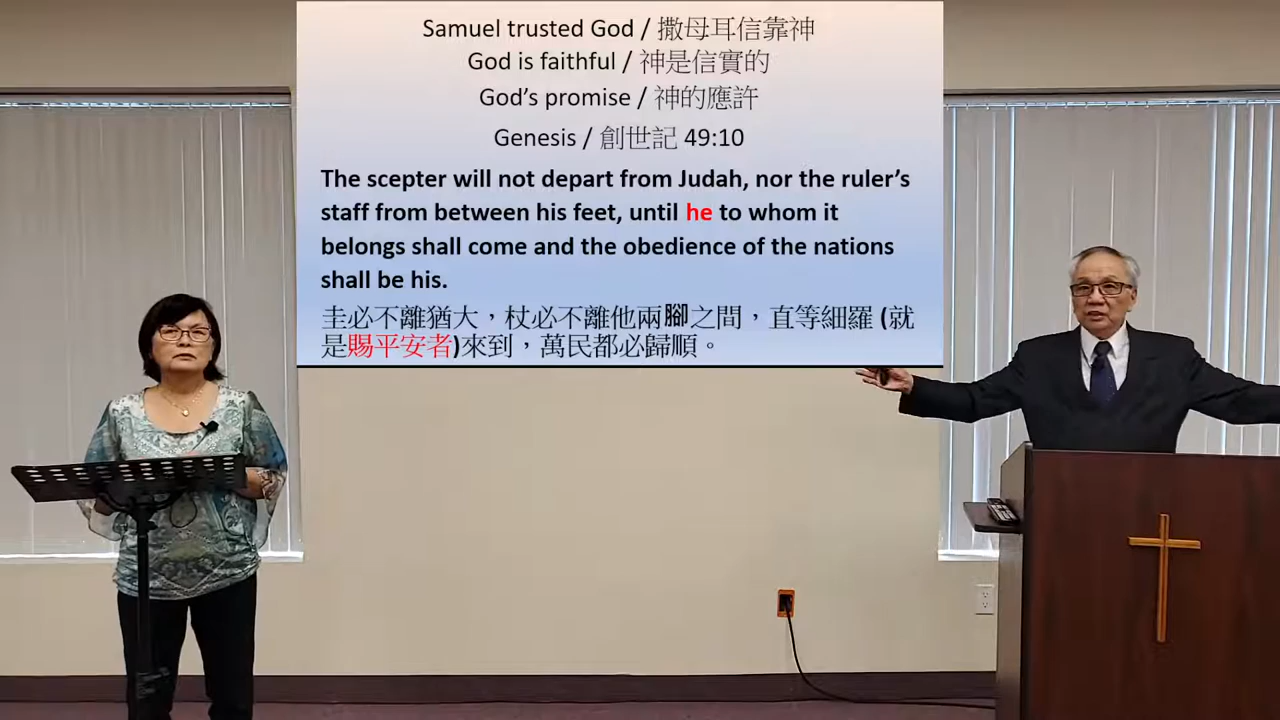 Samuel trusted God / 撒母耳信靠神
God is faithful / 神是信實的
God's promise / 神的應許
Genesis / 創世記 49:10
The scepter will not depart from Judah, nor the ruler's
staff from between his feet, until he to whom it
belongs shall come and the obedience of the nations
shall be his.
圭必不離猶大，杖必不離他兩腳之間，直等細羅 (就
是賜平安者)來到，萬民都必歸順。